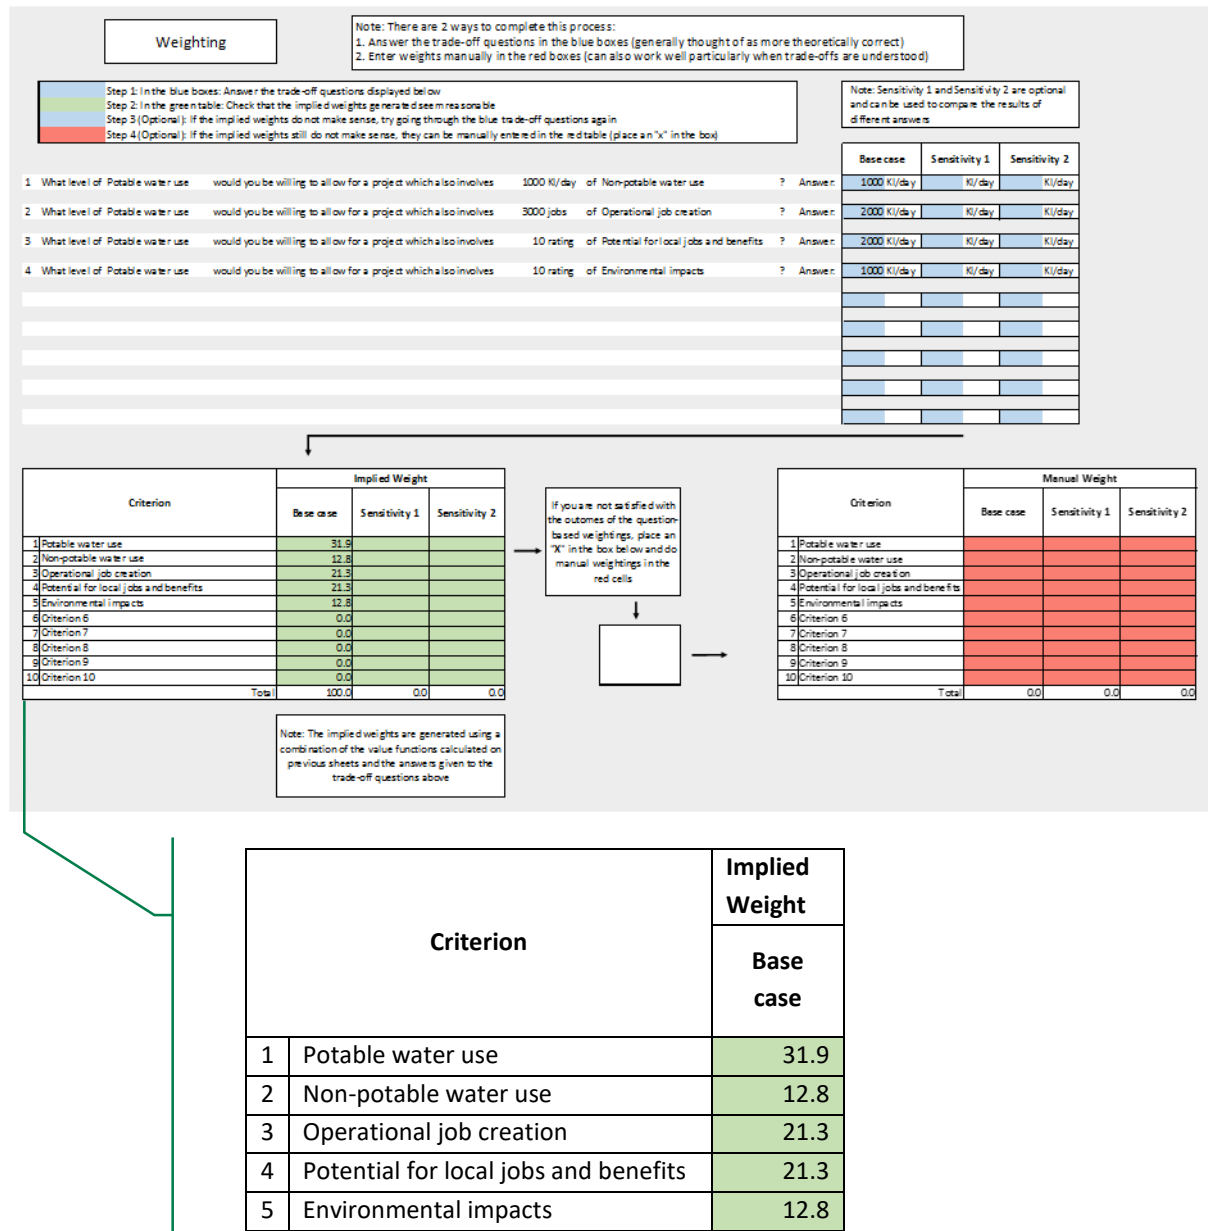 Weighting
Note: There are 2 ways to complete this process:
1. Answer the trade-off questions in the blue boxes (generally thought of as more theoretically correct)
2. Enter weights manually in the red boxes (can also work well particularly when trade-offs are understood)
Step 1: In the blue boxes: Answer the trade-off questions displayed below
Step 2: In the green table: Check that the implied weights generated seem reasonable
Step 3 (Optional): If the implied weights do not make sense, try going through the blue trade-off questions again
Step 4 (Optional): If the implied weights still do not make sense, they can be manually entered in the red table (place an "x" in the box)
Note: Sensitivity 1 and Sensitivity 2 are optional
and can be used to compare the results of
different answers
Base case Sensitivity 1 Sensitivity 2
1 What level of Potable water use would you be willing to allow for a project which also involves 1000 Kl/day of Non-potable water use ? Answer: 1000 Kl/day Kl/day Kl/day
2 What level of Potable water use would you be willing to allow for a project which also involves 3000 jobs of Operational job creation ? Answer: 2000 Kl/day Kl/day Kl/day
3 What level of Potable water use would you be willing to allow for a project which also involves 10 rating of Potential for local jobs and benefits ? Answer: 2000 Kl/day Kl/day Kl/day
4 What level of Potable water use would you be willing to allow for a project which also involves 10 rating of Environmental impacts ? Answer: 1000 Kl/day Kl/day Kl/day
Implied Weight
Criterion Base case Sensitivity 1 Sensitivity 2
1 Potable water use 31.9
2 Non-potable water use 12.8
3 Operational job creation 21.3
4 Potential for local jobs and benefits 21.3
5 Environmental impacts 12.8
6 Criterion 6 0.0
7 Criterion 7 0.0
8 Criterion 8 0.0
9 Criterion 9 0.0
10 Criterion 10 0.0
Total 100.0 0.0 0.0
If you are not satisfied with
the outomes of the question-
based weightings, place an
"X" in the box below and do
manual weightings in the
red cells
Manual Weight
Criterion Base case Sensitivity 1 Sensitivity 2
1 Potable water use
2 Non-potable water use
3 Operational job creation
4 Potential for local jobs and benefits
5 Environmental impacts
6 Criterion 6
7 Criterion 7
8 Criterion 8
9 Criterion 9
10 Criterion 10
Total 0.0 0.0 0.0
Note: The implied weights are generated using a
combination of the value functions calculated on
previous sheets and the answers given to the
trade-off questions above
Implied
Weight
Criterion
Base
case
1 Potable water use 31.9
2 Non-potable water use 12.8
3 Operational job creation 21.3
4 Potential for local jobs and benefits 21.3
5 Environmental impacts 12.8